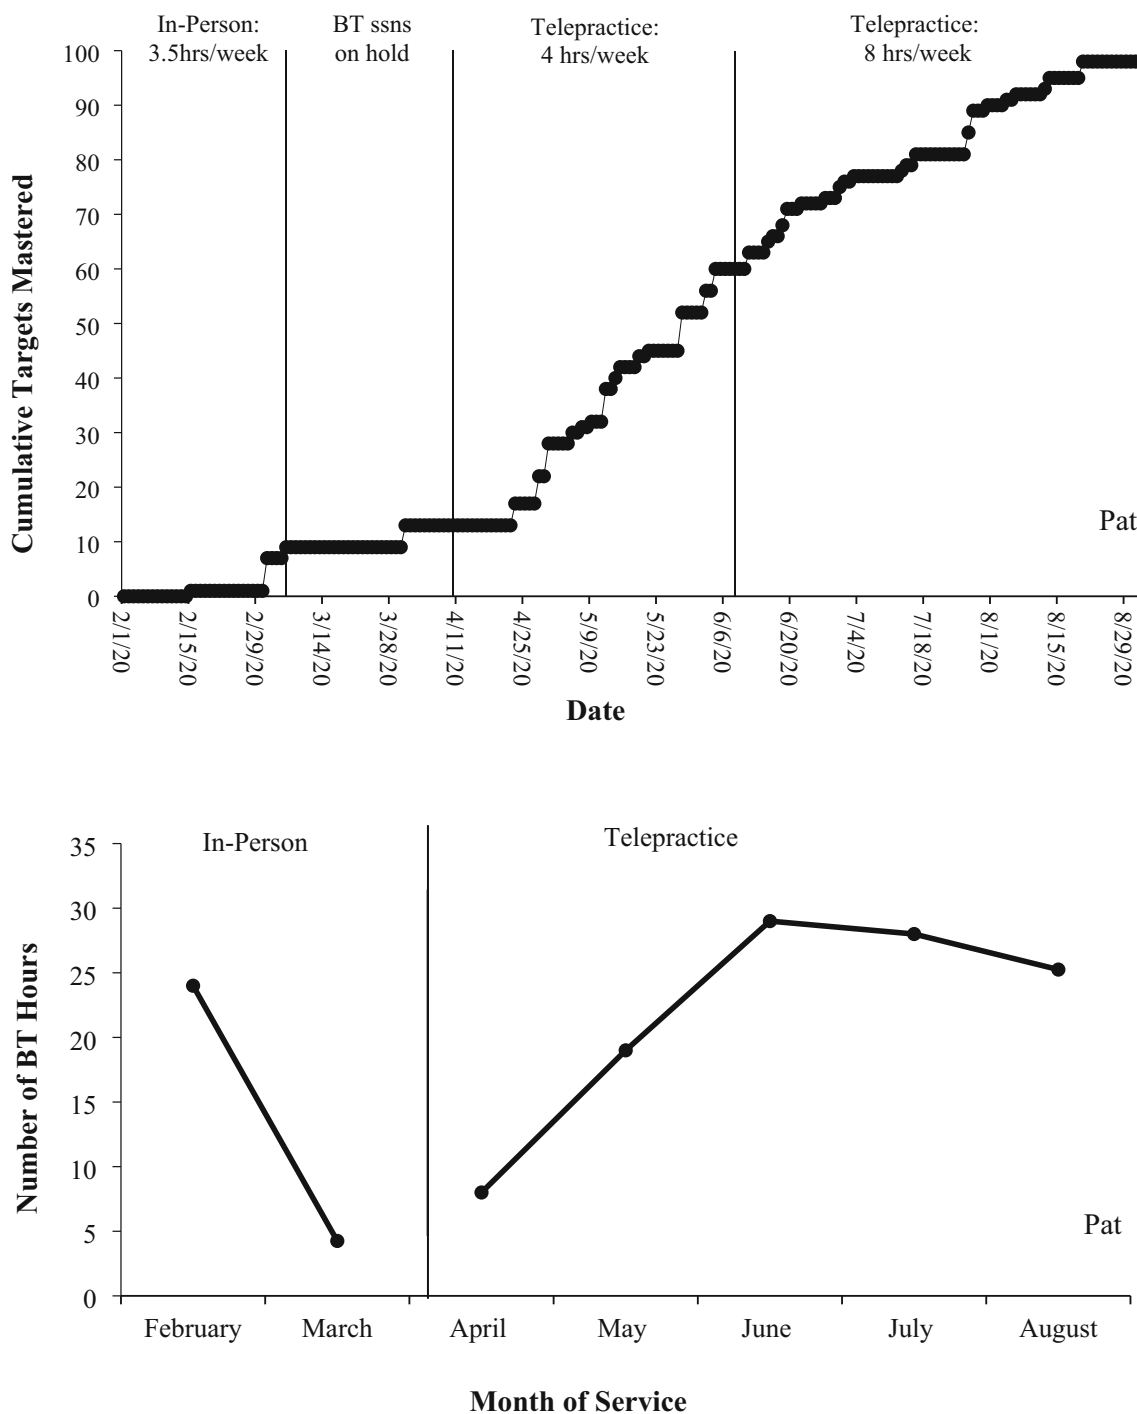 In-Person:
3.5hrs/week
BT ssns
on hold
Telepractice:
4 hrs/week
Telepractice:
8 hrs/week
Cumulative Targets Mastered
100
90
80
70
60
50
40
30
20
10
0
Pat
2/1/20
2/15/20
2/29/20
3/14/20
3/28/20
4/11/20
4/25/20
5/9/20
5/23/20
6/6/20
6/20/20
7/4/20
7/18/20
8/1/20
8/15/20
8/29/20
Date
In-Person
Telepractice
Number of BT Hours
35
30
25
20
15
10
5
0
Pat
February
March
April
May
June
July
August
Month of Service